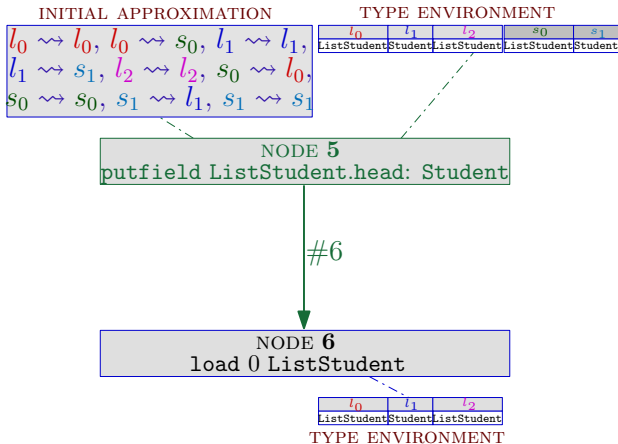 INITIAL APPROXIMATION
l₀ ⇝ l₀, l₀ ⇝ s₀, l₁ ⇝ l₁,
l₁ ⇝ s₁, l₂ ⇝ l₂, s₀ ⇝ l₀,
s₀ ⇝ s₀, s₁ ⇝ l₁, s₁ ⇝ s₁
TYPE ENVIRONMENT
l₀ l₁ l₂ s₀ s₁
ListStudent Student ListStudent ListStudent Student
NODE 5
putfield ListStudent.head: Student
#6
NODE 6
load 0 ListStudent
l₀ l₁ l₂
ListStudent Student ListStudent
TYPE ENVIRONMENT